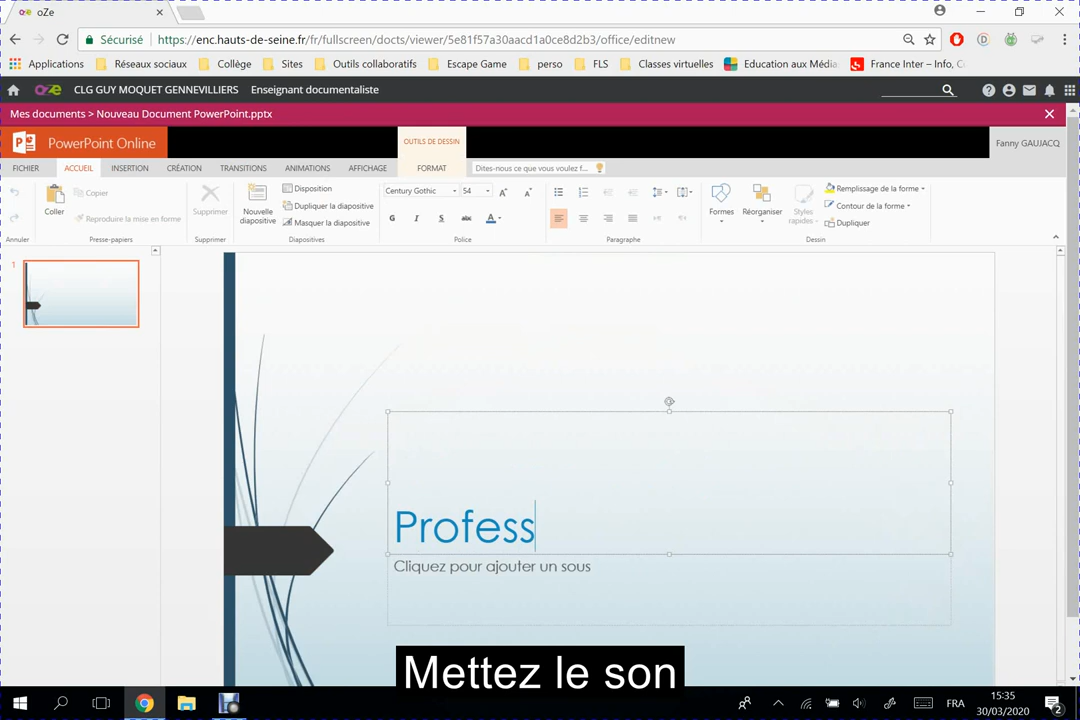 oZe
Sécurisé https://enc.hauts-de-seine.fr/fr/fullscreen/docts/viewer/5e81f57a30aacd1a0ce8d2b3/office/editnew
Applications Réseaux sociaux Collège Sites Outils collaboratifs Escape Game perso FLS Classes virtuelles Education aux Média France Inter – Info, C
oZe CLG GUY MOQUET GENNEVILLIERS Enseignant documentaliste
Mes documents > Nouveau Document PowerPoint.pptx
PowerPoint Online OUTILS DE DESSIN Fanny GAUJACQ
FICHIER ACCUEIL INSERTION CRÉATION TRANSITIONS ANIMATIONS AFFICHAGE FORMAT Dites-nous ce que vous voulez f...
Coller Copier Reproduire la mise en forme Supprimer Nouvelle diapositive Disposition Dupliquer la diapositive Masquer la diapositive Century Gothic 54 A A G I S abc A Formes Réorganiser Styles rapides Remplissage de la forme Contour de la forme Dupliquer
Annuler Presse-papiers Supprimer Diapositives Police Paragraphe Dessin
1
Profess
Cliquez pour ajouter un sous
Mettez le son
FRA 15:35
30/03/2020 2